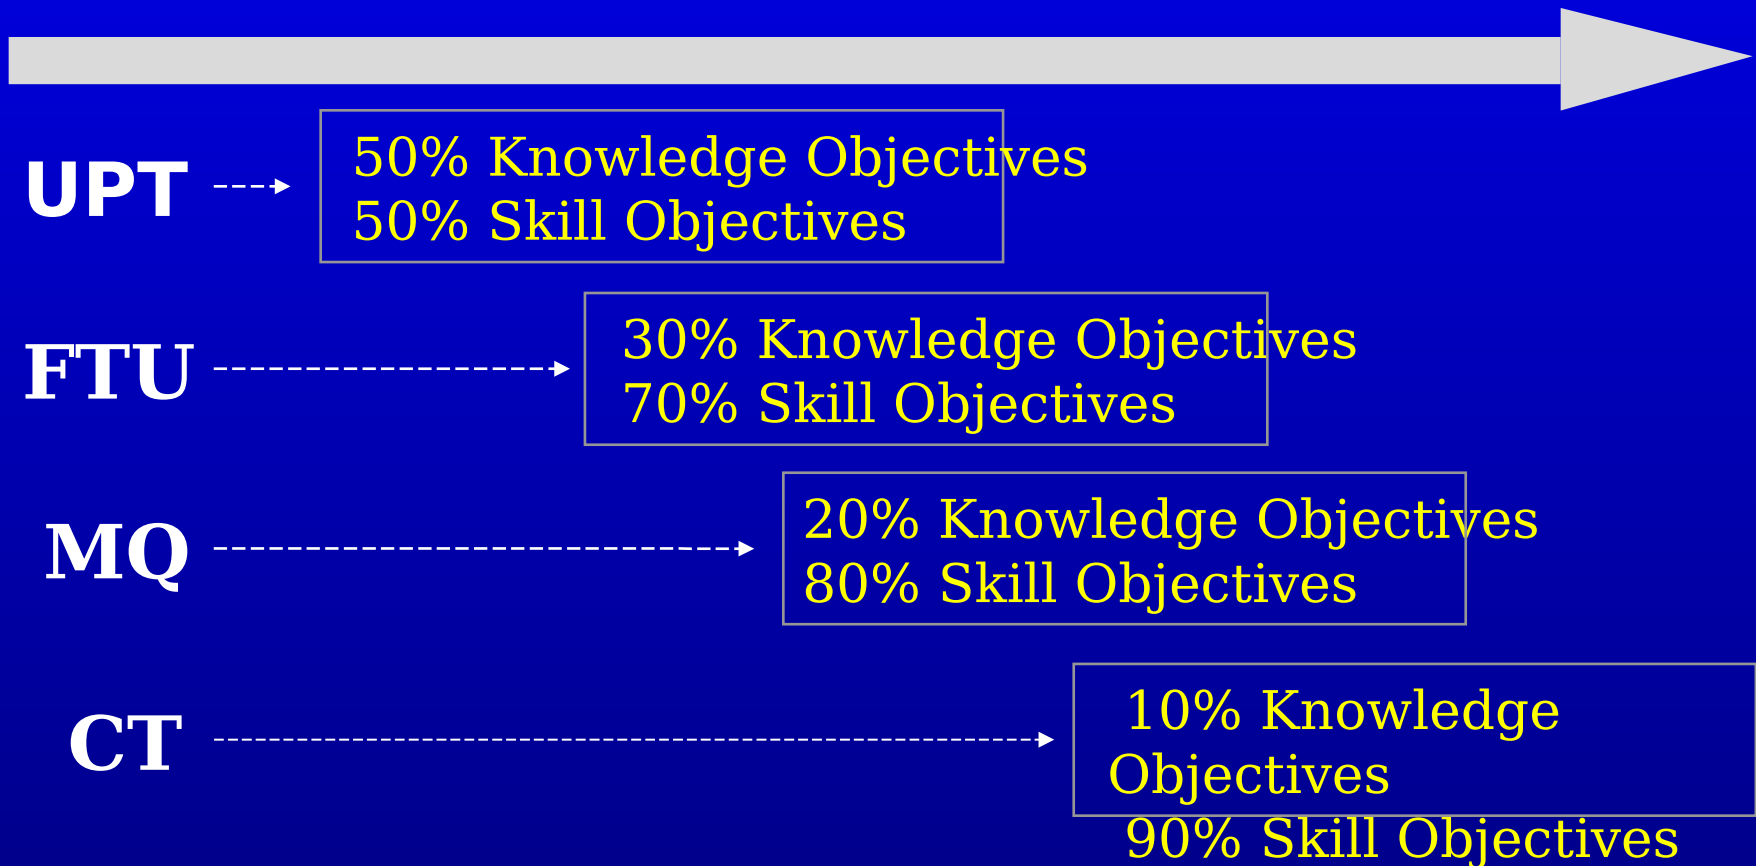 UPT
50% Knowledge Objectives
50% Skill Objectives
FTU
30% Knowledge Objectives
70% Skill Objectives
MQ
20% Knowledge Objectives
80% Skill Objectives
CT
10% Knowledge
Objectives
90% Skill Objectives